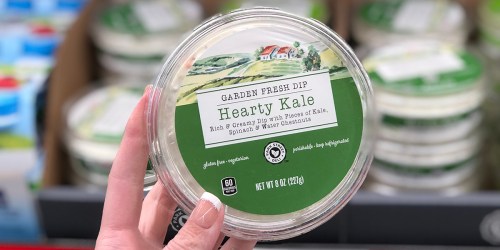 GARDEN FRESH DIP
Hearty Kale
Rich & Creamy Dip with Pieces of Kale,
Spinach & Water Chestnuts
gluten free · vegetarian
perishable · keep refrigerated
60
NET WT 8 OZ (227g)